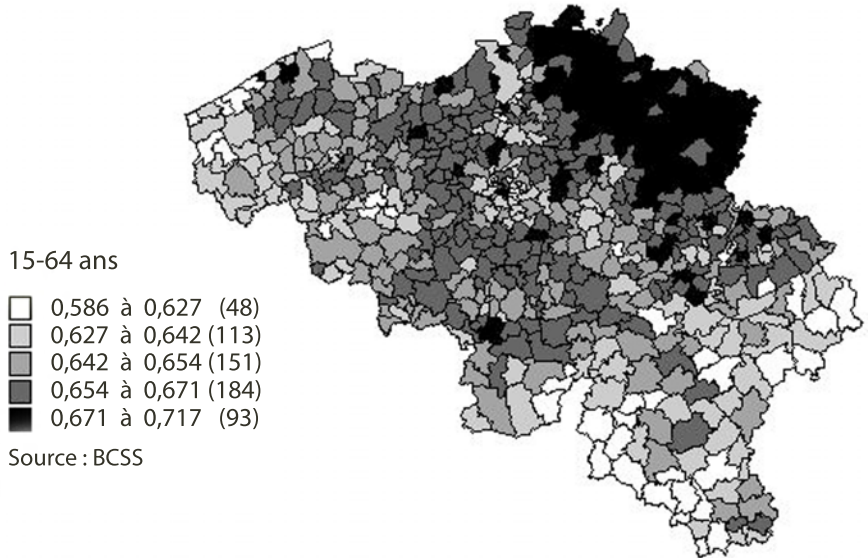 15-64 ans
0,586 à 0,627 (48)
0,627 à 0,642 (113)
0,642 à 0,654 (151)
0,654 à 0,671 (184)
0,671 à 0,717 (93)
Source : BCSS